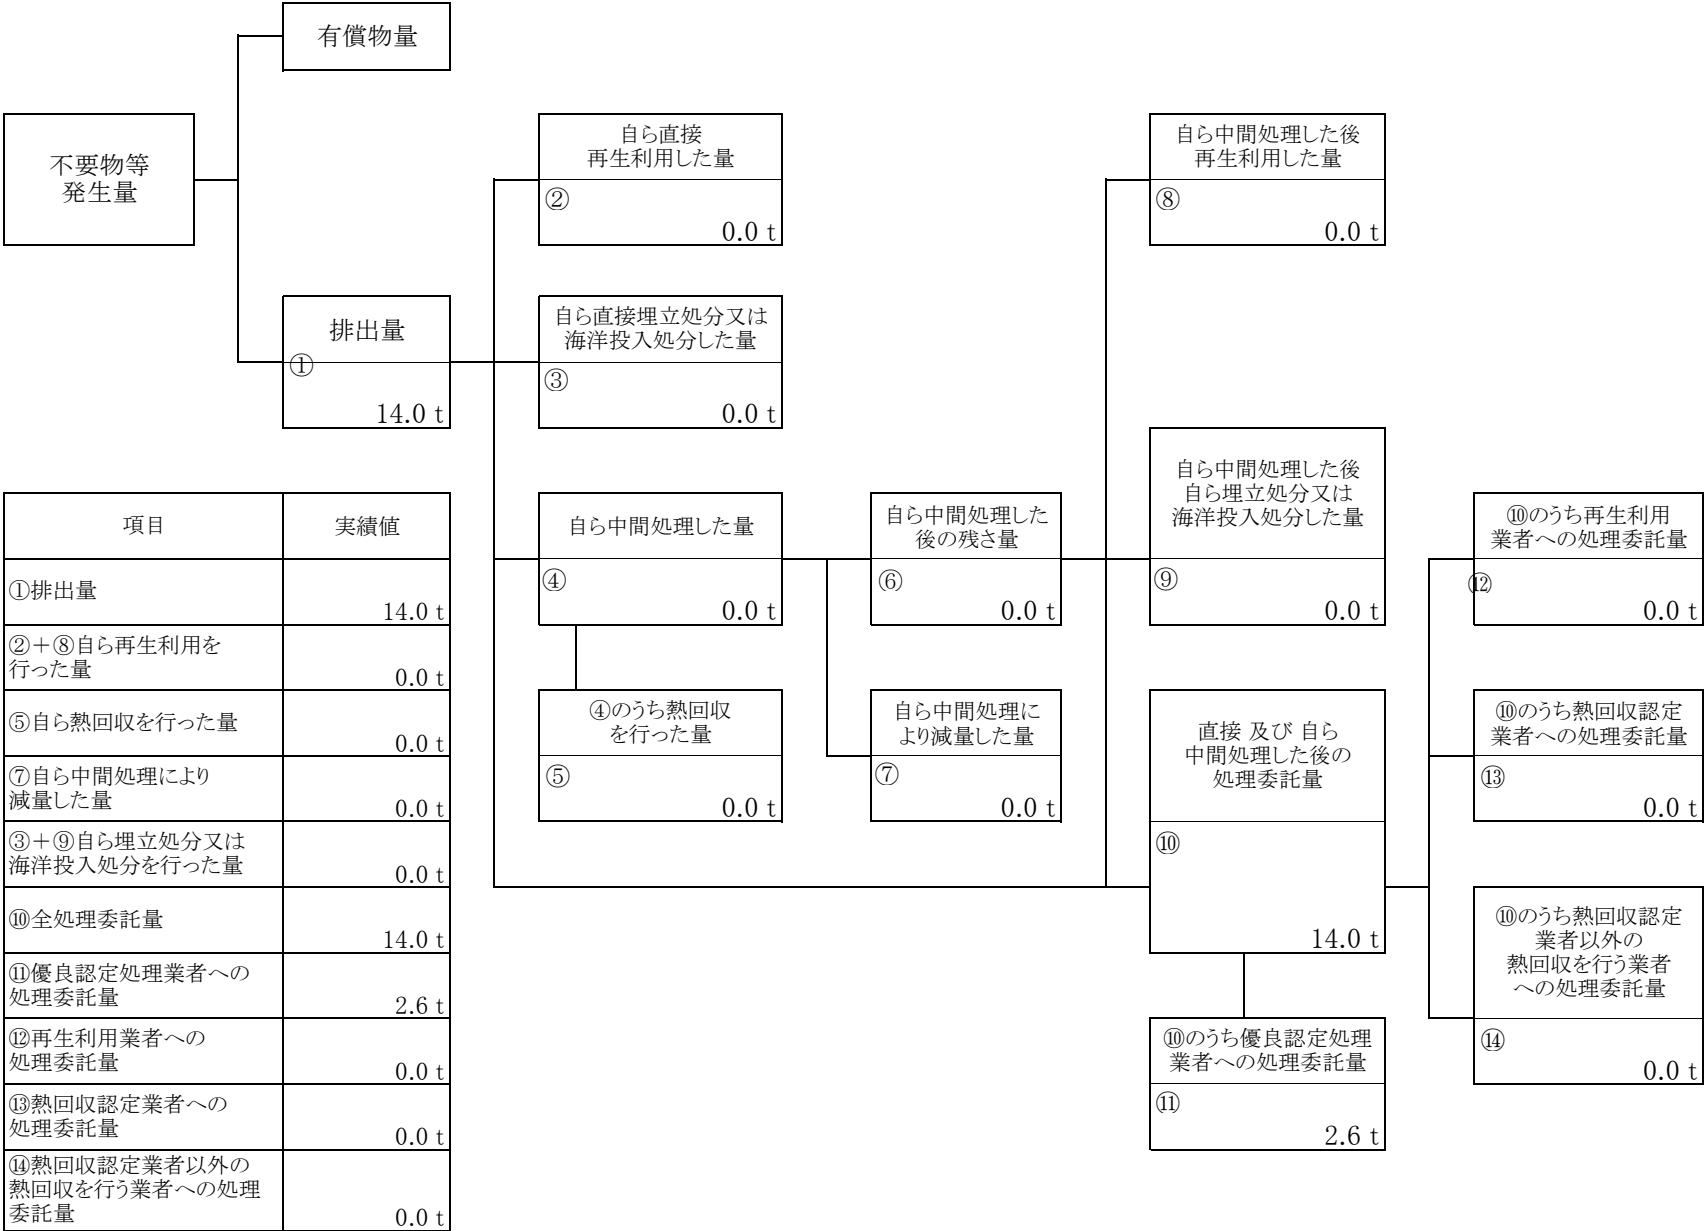 有償物量
不要物等
発生量
自ら直接
再生利用した量
②
0.0 t
自ら中間処理した後
再生利用した量
⑧
0.0 t
排出量
①
14.0 t
自ら直接埋立処分又は
海洋投入処分した量
③
0.0 t
自ら中間処理した量
④
0.0 t
自ら中間処理した
後の残さ量
⑥
0.0 t
自ら中間処理した後
自ら埋立処分又は
海洋投入処分した量
⑨
0.0 t
⑩のうち再生利用
業者への処理委託量
⑫
0.0 t
④のうち熱回収
を行った量
⑤
0.0 t
自ら中間処理に
より減量した量
⑦
0.0 t
直接 及び 自ら
中間処理した後の
処理委託量
⑩
14.0 t
⑩のうち熱回収認定
業者への処理委託量
⑬
0.0 t
⑩のうち熱回収認定
業者以外の
熱回収を行う業者
への処理委託量
⑭
0.0 t
⑩のうち優良認定処理
業者への処理委託量
⑪
2.6 t
項目 実績値
①排出量
14.0 t
②+⑧自ら再生利用を
行った量
0.0 t
⑤自ら熱回収を行った量
0.0 t
⑦自ら中間処理により
減量した量
0.0 t
③+⑨自ら埋立処分又は
海洋投入処分を行った量
0.0 t
⑩全処理委託量
14.0 t
⑪優良認定処理業者への
処理委託量
2.6 t
⑫再生利用業者への
処理委託量
0.0 t
⑬熱回収認定業者への
処理委託量
0.0 t
⑭熱回収認定業者以外の
熱回収を行う業者への処理
委託量
0.0 t